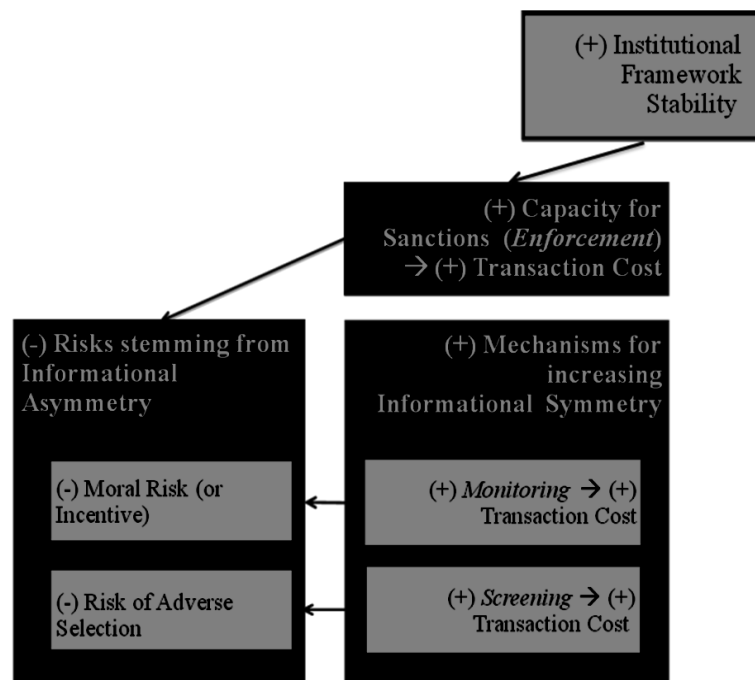 (+) Institutional
Framework
Stability
(+) Capacity for
Sanctions (Enforcement)
→ (+) Transaction Cost
(-) Risks stemming from
Informational
Asymmetry
(+) Mechanisms for
increasing
Informational Symmetry
(-) Moral Risk (or
Incentive)
(+) Monitoring → (+)
Transaction Cost
(-) Risk of Adverse
Selection
(+) Screening → (+)
Transaction Cost